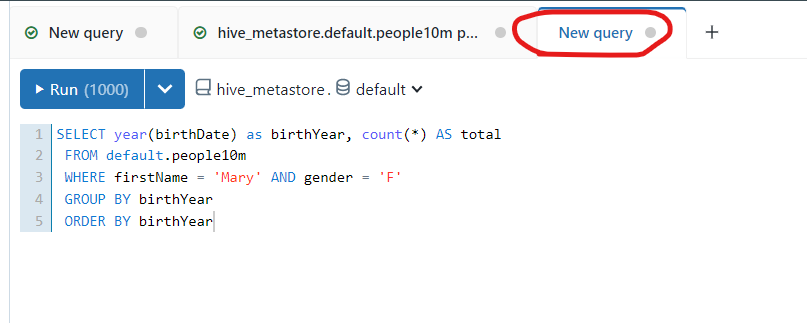 New query
hive_metastore.default.people10m p...
New query
+
Run (1000)
hive_metastore. default
1 SELECT year(birthDate) as birthYear, count(*) AS total
2 FROM default.people10m
3 WHERE firstName = 'Mary' AND gender = 'F'
4 GROUP BY birthYear
5 ORDER BY birthYear